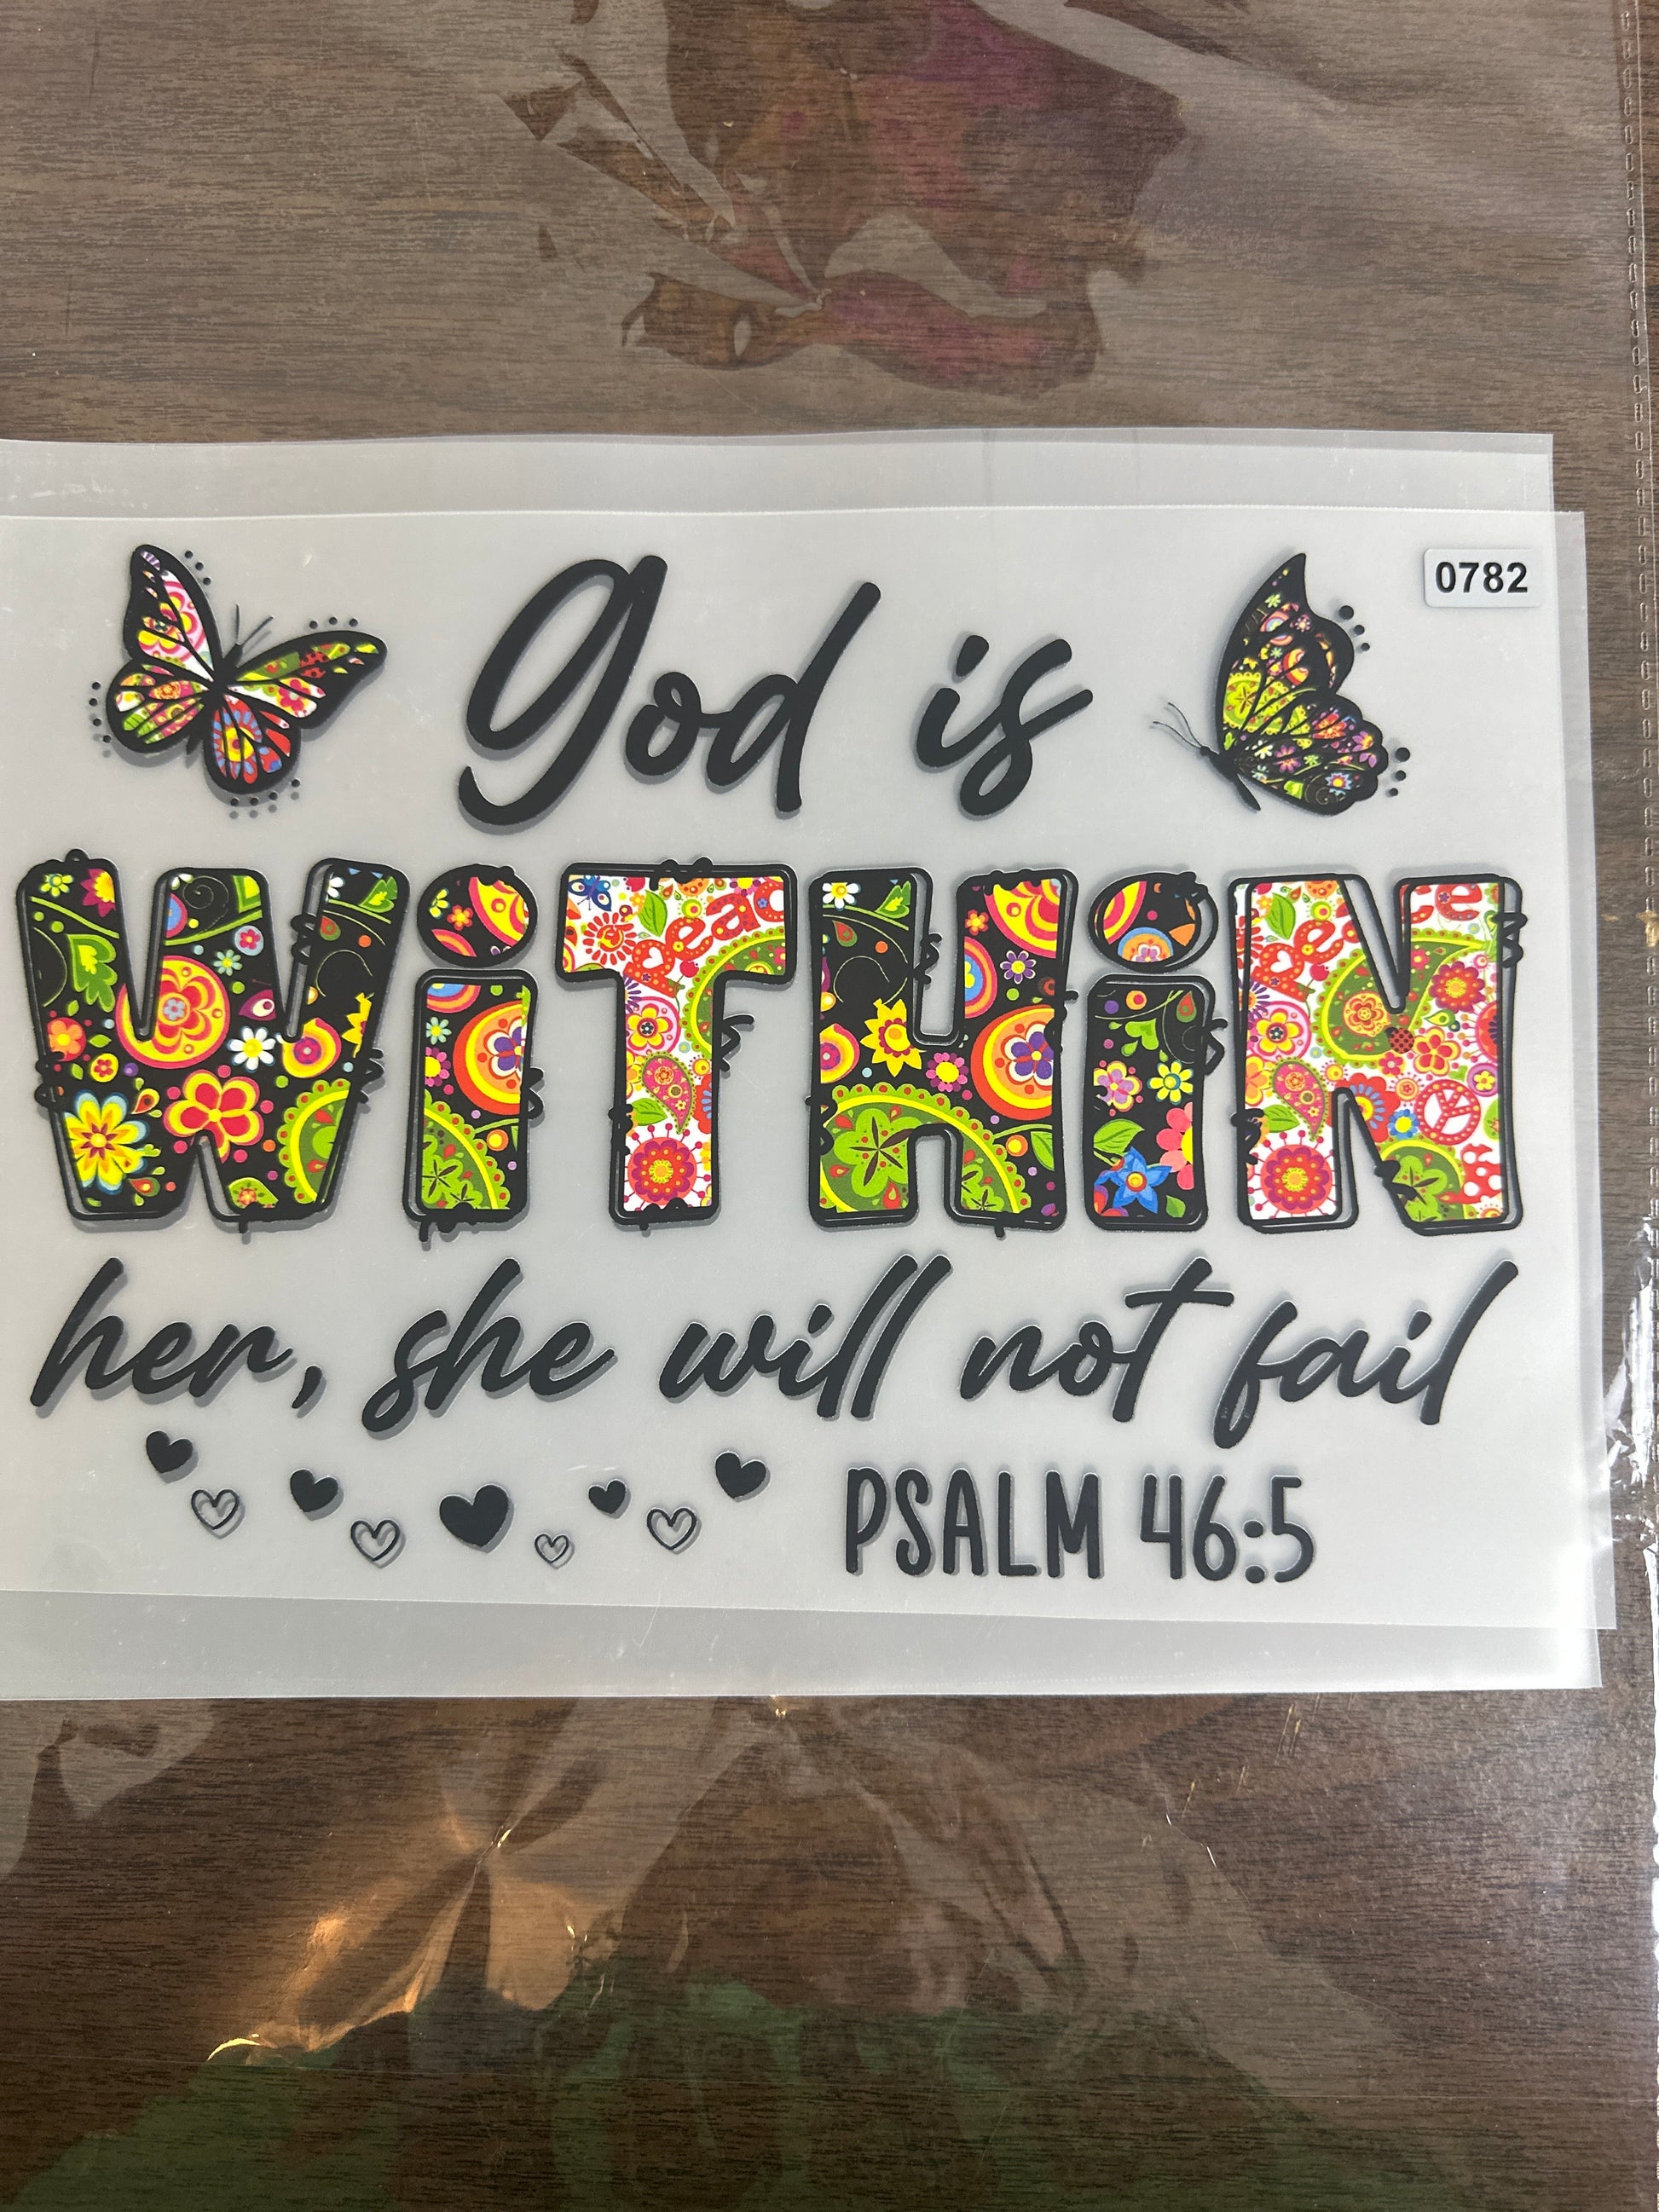 0782
god is
WiTHiN
her, she will not fail
PSALM 46:5